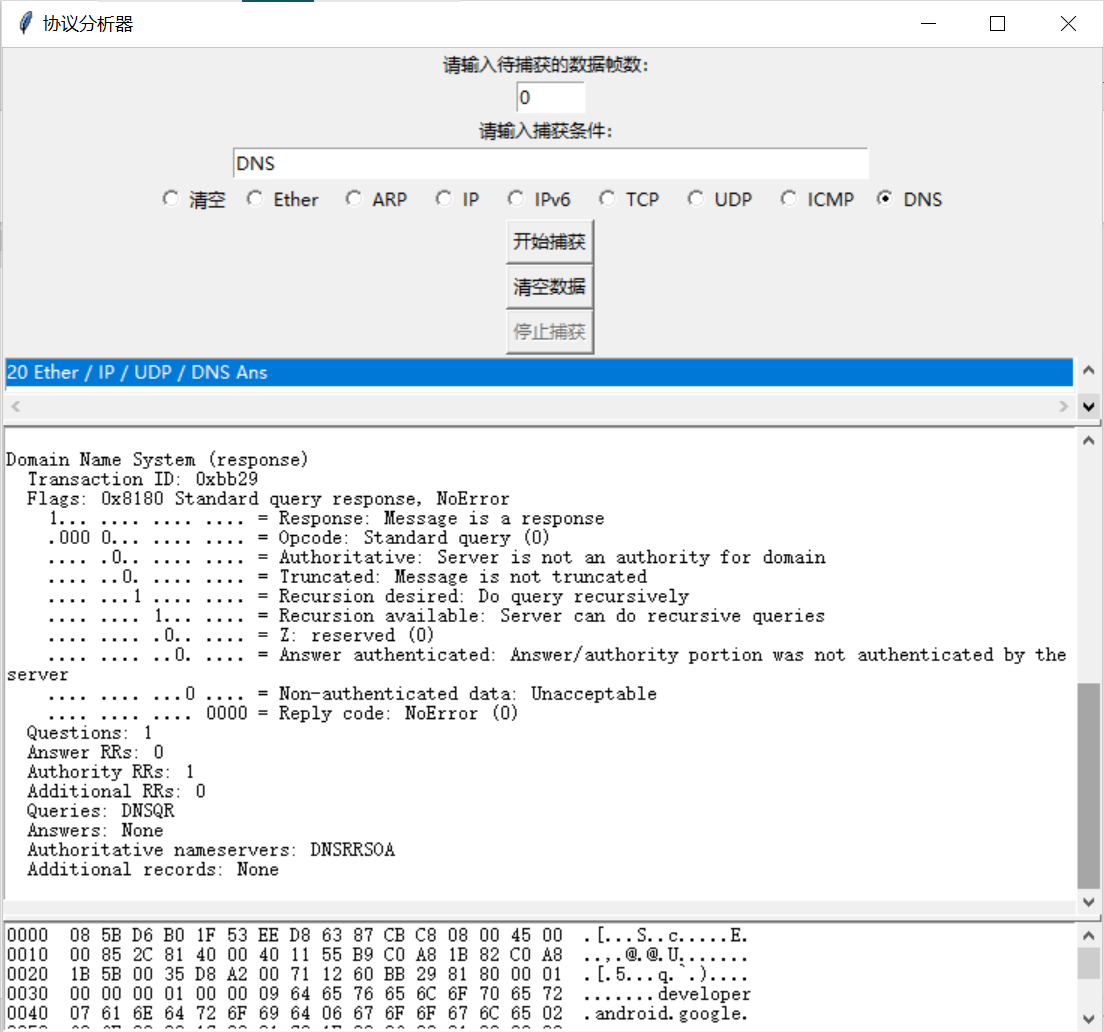 协议分析器
请输入待捕获的数据帧数:
0
请输入捕获条件:
DNS
清空 Ether ARP IP IPv6 TCP UDP ICMP DNS
开始捕获
清空数据
停止捕获
20 Ether / IP / UDP / DNS Ans
Domain Name System (response)
Transaction ID: 0xbb29
Flags: 0x8180 Standard query response, NoError
1... .... .... .... = Response: Message is a response
.000 0... .... .... = Opcode: Standard query (0)
.... .0.. .... .... = Authoritative: Server is not an authority for domain
.... ..0. .... .... = Truncated: Message is not truncated
.... ...1 .... .... = Recursion desired: Do query recursively
.... .... 1... .... = Recursion available: Server can do recursive queries
.... .... .0.. .... = Z: reserved (0)
.... .... ..0. .... = Answer authenticated: Answer/authority portion was not authenticated by the
server
.... .... ...0 .... = Non-authenticated data: Unacceptable
.... .... .... 0000 = Reply code: NoError (0)
Questions: 1
Answer RRs: 0
Authority RRs: 1
Additional RRs: 0
Queries: DNSQR
Answers: None
Authoritative nameservers: DNSRRSOA
Additional records: None
0000 08 5B D6 B0 1F 53 EE D8 63 87 CB C8 08 00 45 00 .[...S..c.....E.
0010 00 85 2C 81 40 00 40 11 55 B9 C0 A8 1B 82 C0 A8 ..,.@.@.U.......
0020 1B 5B 00 35 D8 A2 00 71 12 60 BB 29 81 80 00 01 .[.5...q.`.)....
0030 00 00 00 01 00 00 09 64 65 76 65 6C 6F 70 65 72 .......developer
0040 07 61 6E 64 72 6F 69 64 06 67 6F 6F 67 6C 65 02 .android.google.